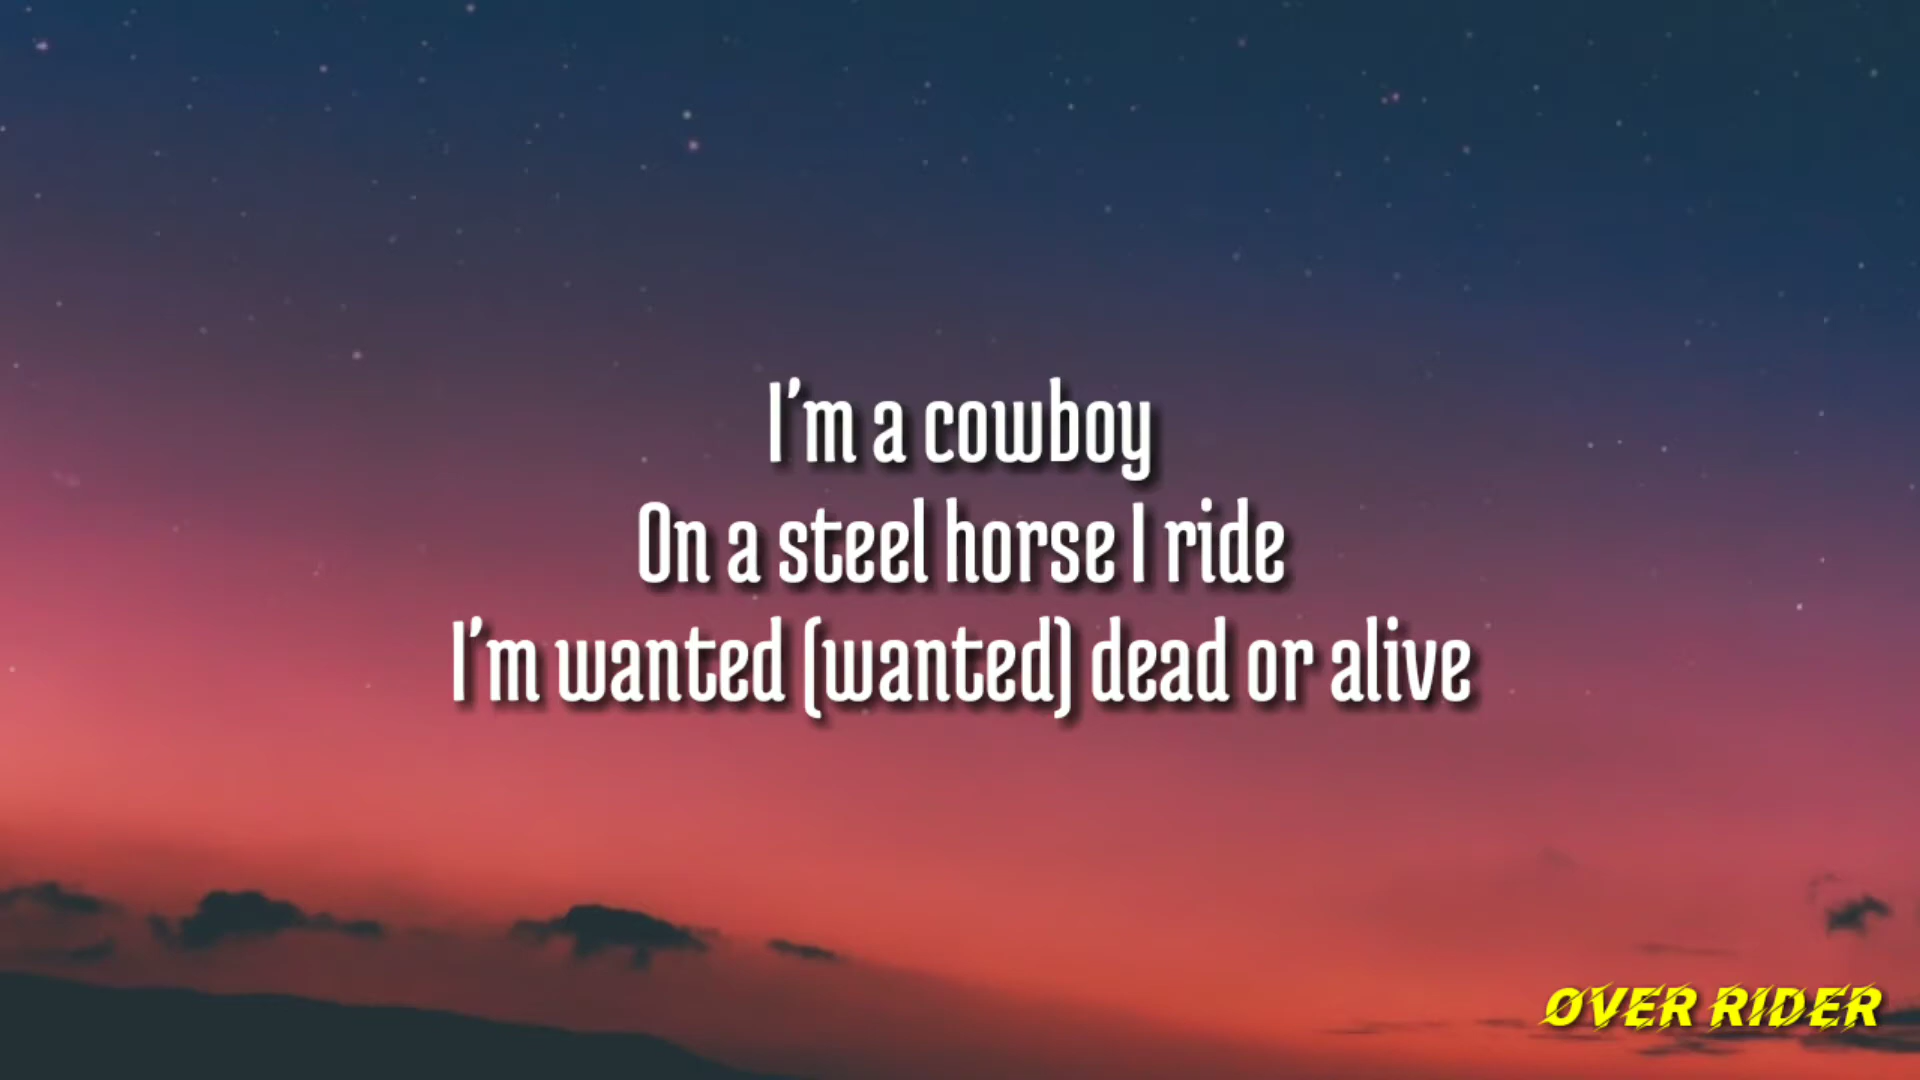 I'm a cowboy
On a steel horse I ride
I'm wanted (wanted) dead or alive
OVER RIDER